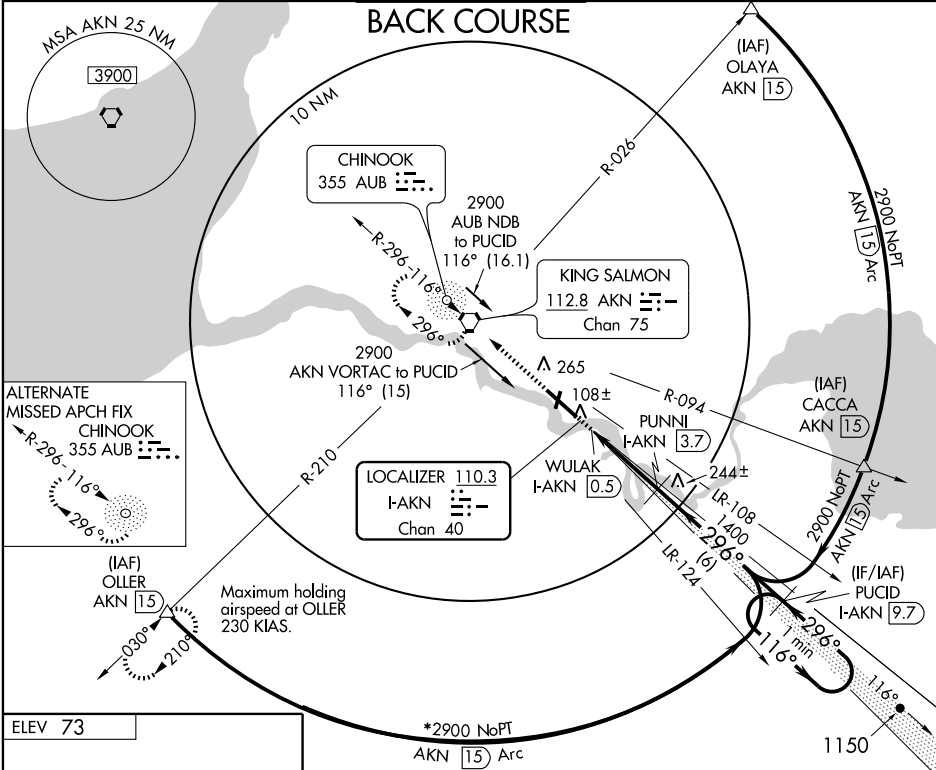 BACK COURSE
MSA AKN 25 NM
3900
10 NM
(IAF)
OLAYA
AKN 15
R-026
2900 NoPT
AKN 15 Arc
CHINOOK
355 AUB
2900
AUB NDB
to PUCID
116° (16.1)
R-296
116°
296°
KING SALMON
112.8 AKN
Chan 75
2900
AKN VORTAC to PUCID
116° (15)
265
108±
R-094
(IAF)
CACCA
AKN 15
PUNNI
I-AKN 3.7
WULAK
I-AKN 0.5
244±
LR-108
1400
296°
(6)
LR-124
2900 NoPT
AKN 15 Arc
ALTERNATE
MISSED APCH FIX
CHINOOK
355 AUB
R-296
116°
296°
R-210
LOCALIZER 110.3
I-AKN
Chan 40
(IAF)
OLLER
AKN 15
030°
210°
Maximum holding
airspeed at OLLER
230 KIAS.
(IF/IAF)
PUCID
I-AKN 9.7
296°
1 min
116°
116°
1150
*2900 NoPT
AKN 15 Arc
ELEV 73